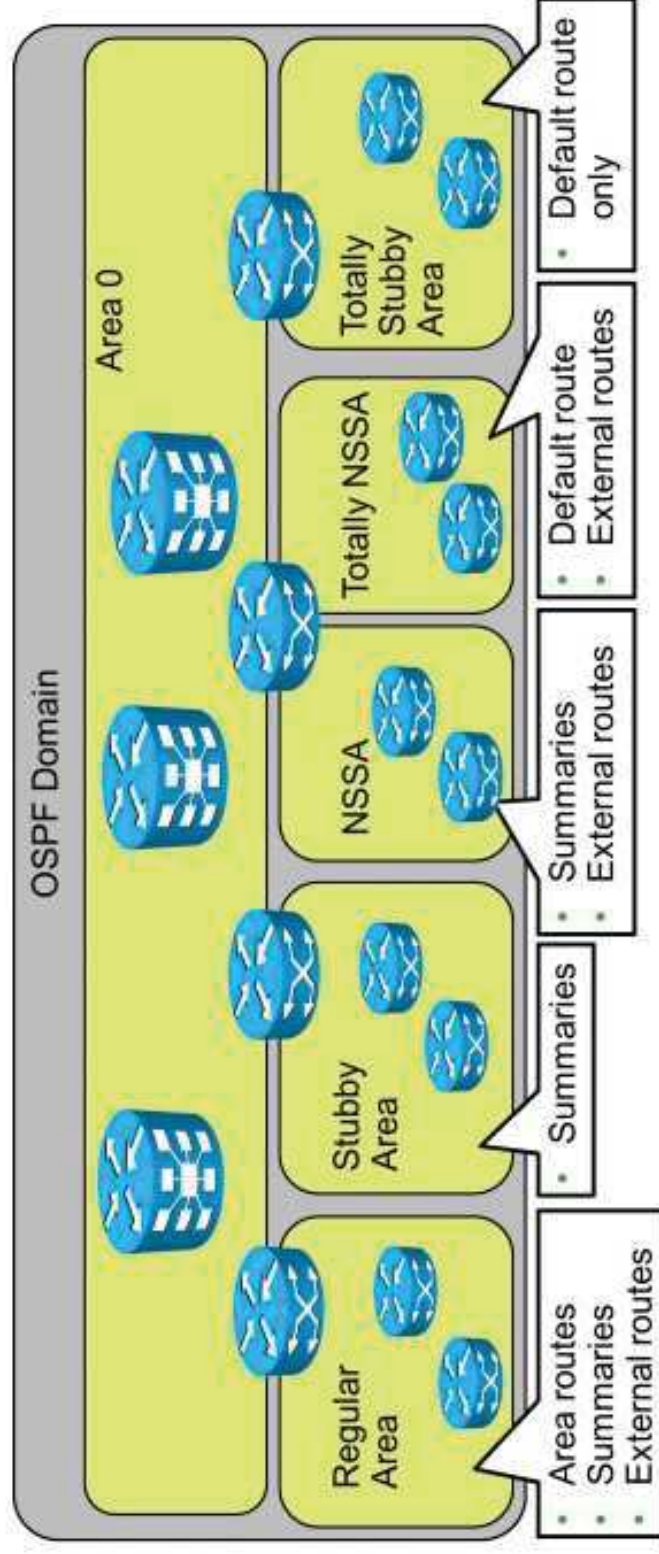 OSPF Domain
Area 0
Regular
Area
Stubby
Area
NSSA
Totally NSSA
Totally
Stubby
Area
• Area routes
• Summaries
• External routes
• Summaries
• Summaries
• External routes
• Default route
• External routes
• Default route
only